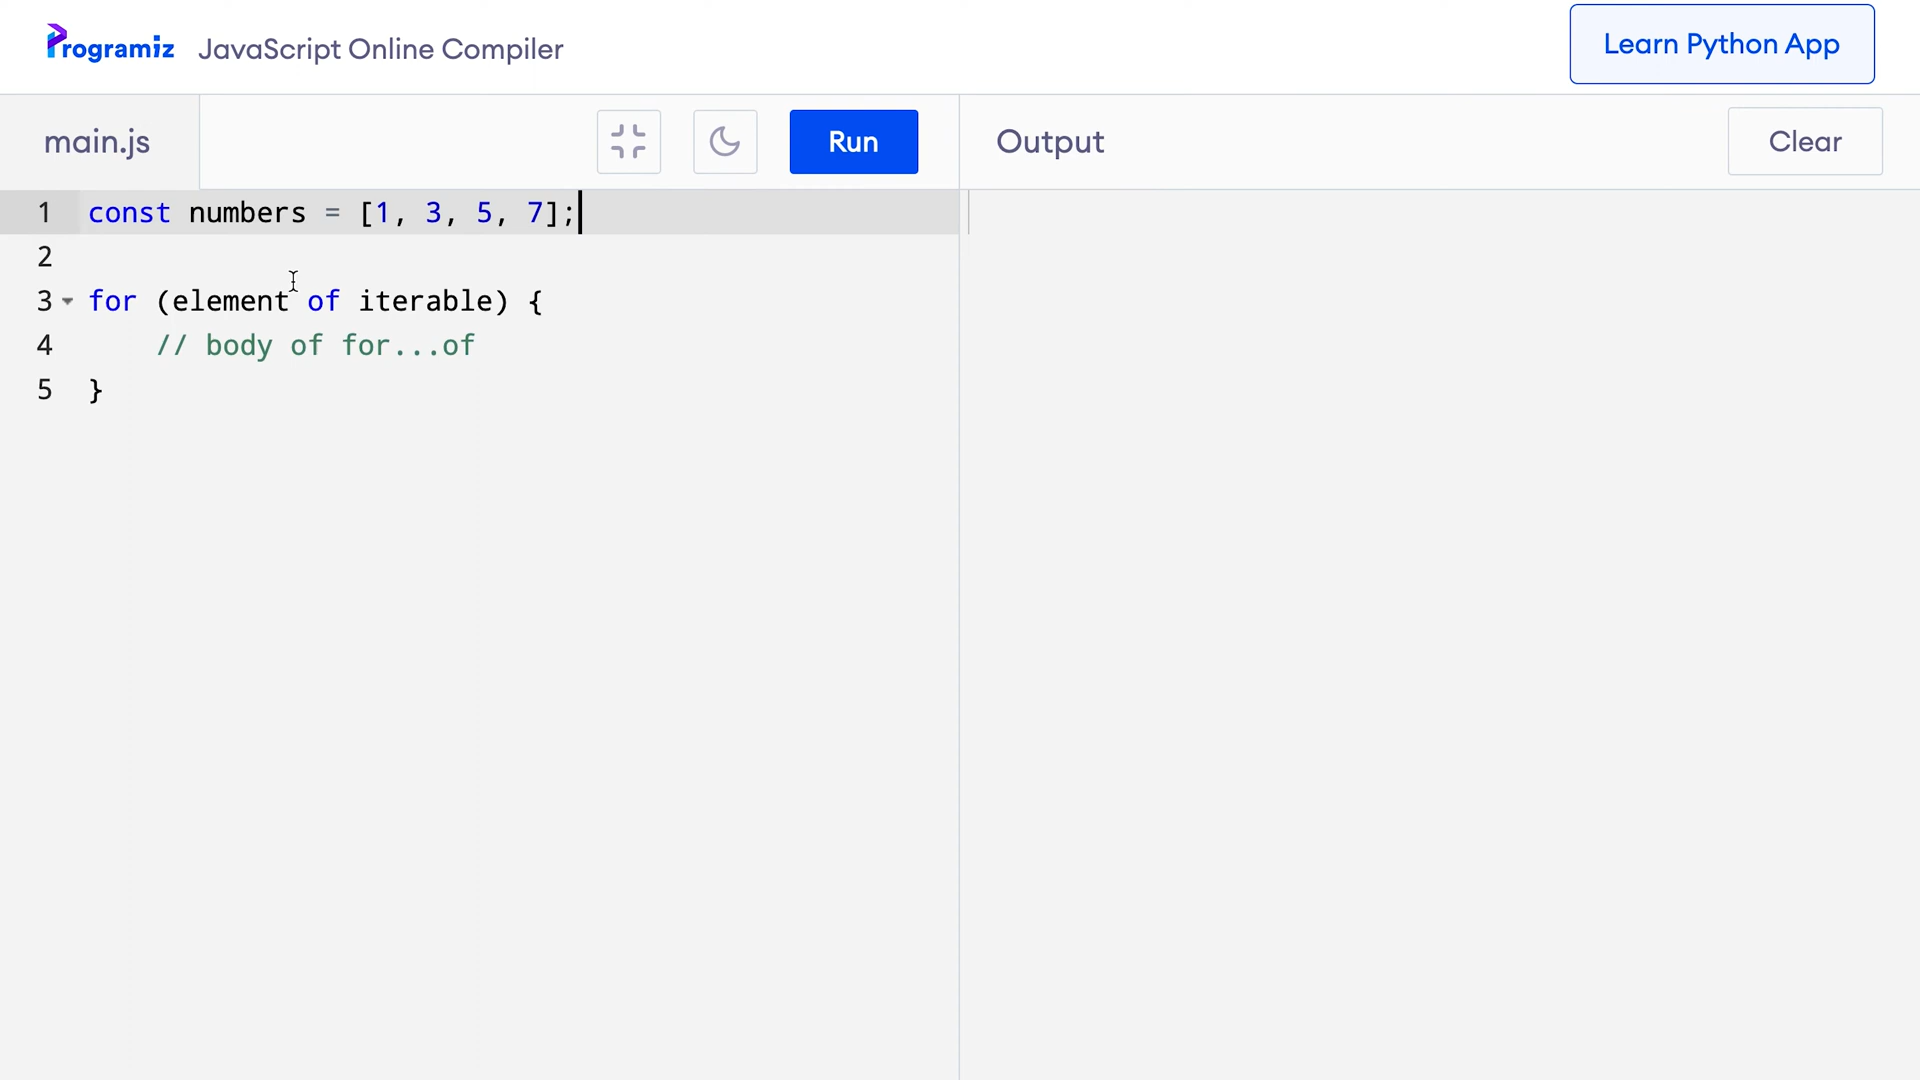 Programiz JavaScript Online Compiler
Learn Python App
main.js
Run
Output
Clear
1 const numbers = [1, 3, 5, 7];
2
3 for (element of iterable) {
4 // body of for...of
5 }